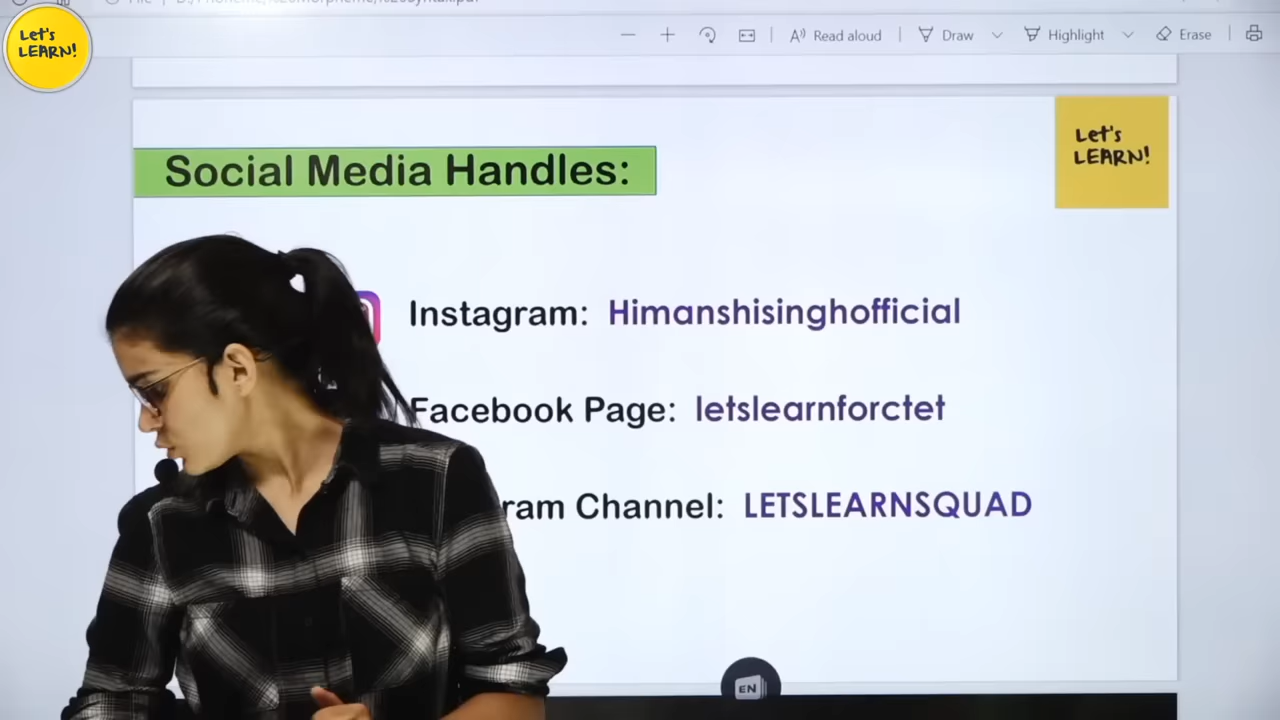 Let's
LEARN!
Read aloud
Draw
Highlight
Erase
Let's
LEARN!
Social Media Handles:
Instagram: Himanshisinghofficial
Facebook Page: letslearnforctet
ram Channel: LETSLEARNSQUAD
EN